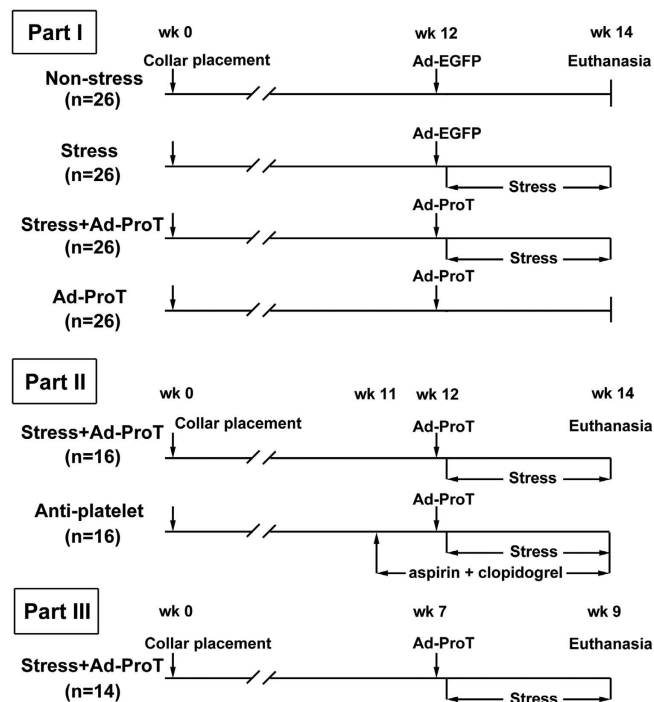 Part I
wk 0 wk 12 wk 14
Collar placement Ad-EGFP Euthanasia
Non-stress
(n=26)
Ad-EGFP
Stress
(n=26)
Stress
Ad-ProT
Stress+Ad-ProT
(n=26)
Stress
Ad-ProT
Ad-ProT
(n=26)
Part II
wk 0 wk 11 wk 12 wk 14
Collar placement Ad-ProT Euthanasia
Stress+Ad-ProT
(n=16)
Stress
Ad-ProT
Anti-platelet
(n=16)
Stress
aspirin + clopidogrel
Part III
wk 0 wk 7 wk 9
Collar placement Ad-ProT Euthanasia
Stress+Ad-ProT
(n=14)
Stress